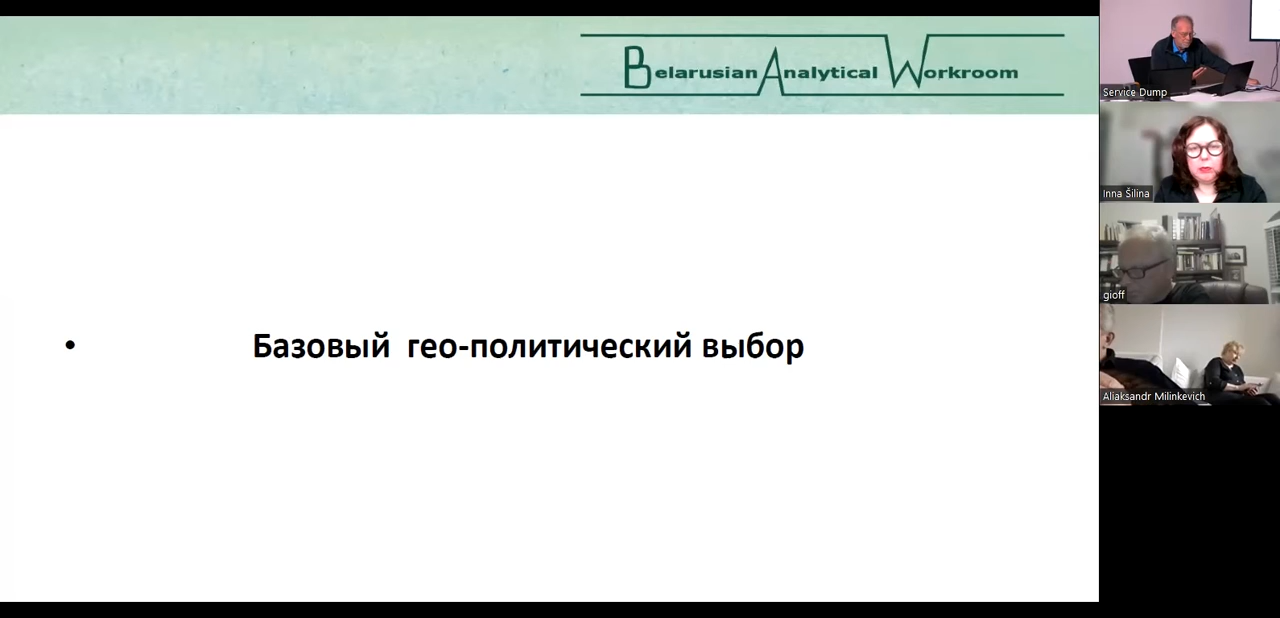 Belarusian Analytical Workroom
• Базовый гео-политический выбор
Service Dump
Inna Šilina
gioff
Aliaksandr Milinkevich